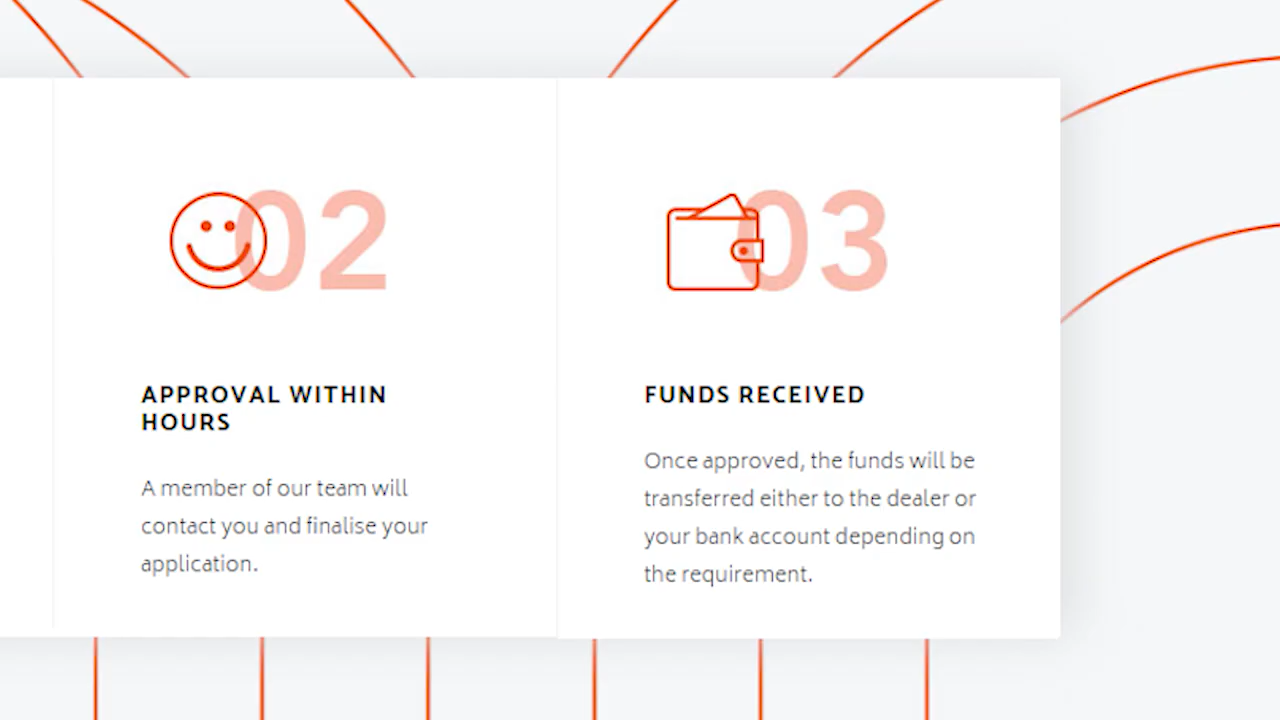 02
APPROVAL WITHIN
HOURS
A member of our team will
contact you and finalise your
application.
03
FUNDS RECEIVED
Once approved, the funds will be
transferred either to the dealer or
your bank account depending on
the requirement.